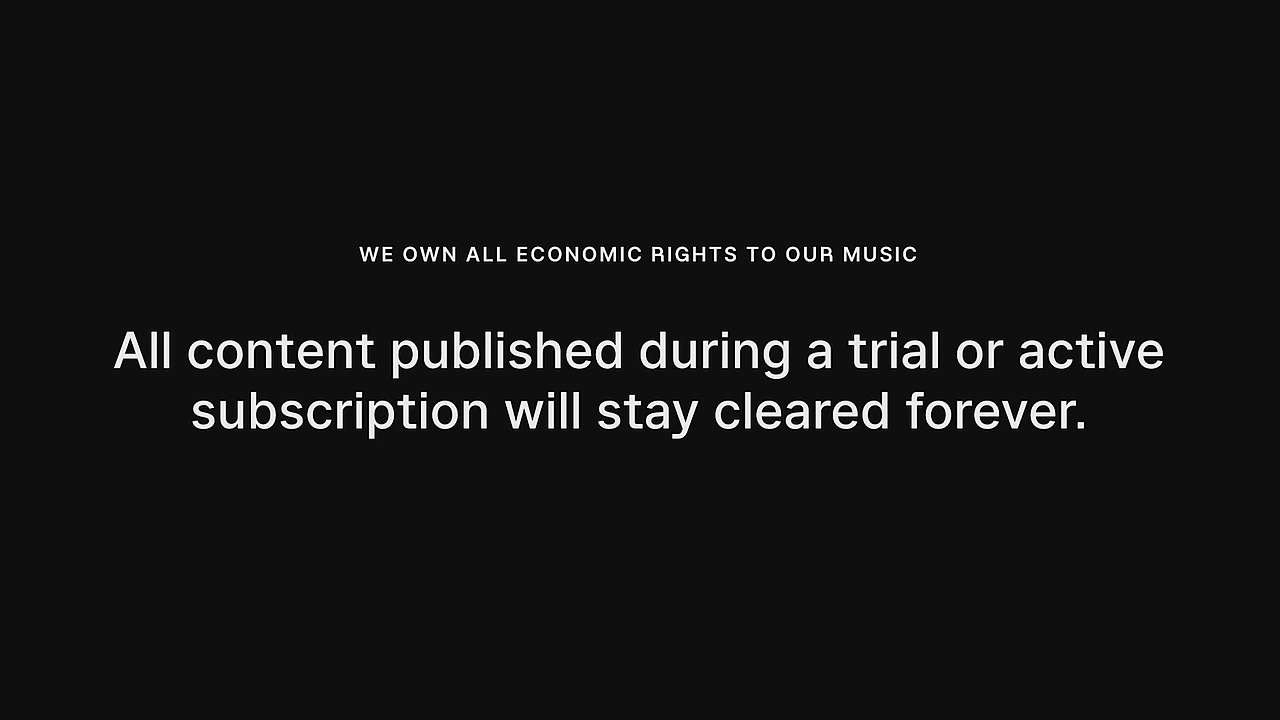 WE OWN ALL ECONOMIC RIGHTS TO OUR MUSIC
All content published during a trial or active
subscription will stay cleared forever.